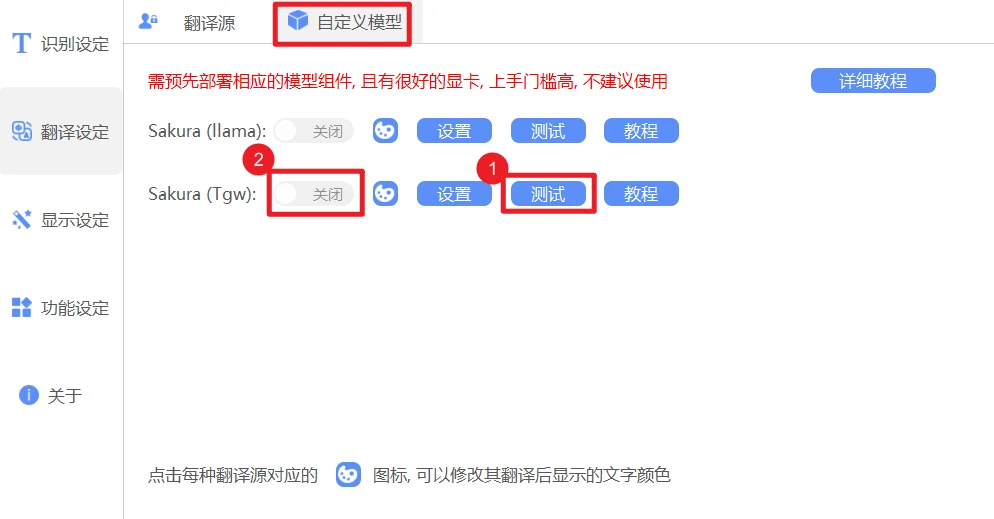 翻译源
自定义模型
识别设定
翻译设定
显示设定
功能设定
关于
需预先部署相应的模型组件, 且有很好的显卡, 上手门槛高, 不建议使用
详细教程
Sakura (llama):
关闭
设置
测试
教程
2
1
Sakura (Tgw):
关闭
设置
测试
教程
点击每种翻译源对应的
图标, 可以修改其翻译后显示的文字颜色